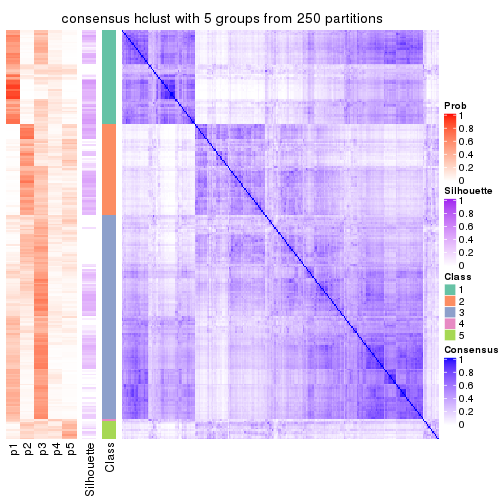 consensus hclust with 5 groups from 250 partitions
p1
p2
p3
p4
p5
Silhouette
Class
Prob
1
0.8
0.6
0.4
0.2
0
Silhouette
1
0.8
0.6
0.4
0.2
0
Class
1
2
3
4
5
Consensus
1
0.8
0.6
0.4
0.2
0